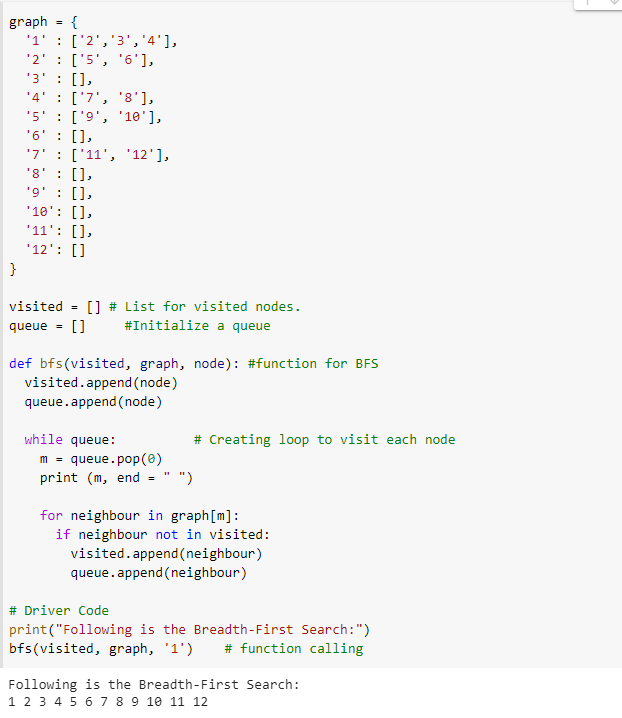 graph = {
  '1' : ['2','3','4'],
  '2' : ['5', '6'],
  '3' : [],
  '4' : ['7', '8'],
  '5' : ['9', '10'],
  '6' : [],
  '7' : ['11', '12'],
  '8' : [],
  '9' : [],
  '10': [],
  '11': [],
  '12': []
}
visited = [] # List for visited nodes.
queue = []     #Initialize a queue
def bfs(visited, graph, node): #function for BFS
  visited.append(node)
  queue.append(node)
  while queue:          # Creating loop to visit each node
    m = queue.pop(0)
    print (m, end = " ")
    for neighbour in graph[m]:
      if neighbour not in visited:
        visited.append(neighbour)
        queue.append(neighbour)
# Driver Code
print("Following is the Breadth-First Search:")
bfs(visited, graph, '1')    # function calling
Following is the Breadth-First Search:
1 2 3 4 5 6 7 8 9 10 11 12